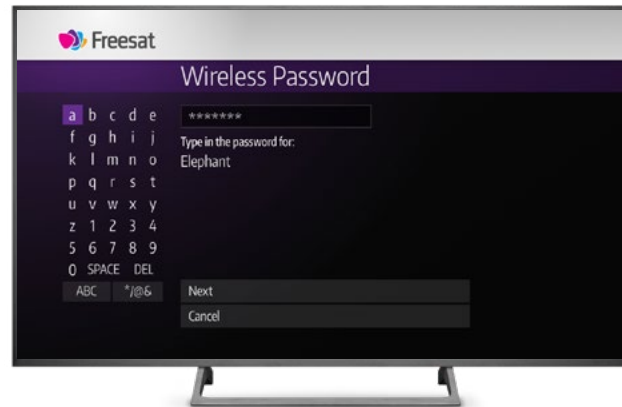 Freesat
Wireless Password
a b c d e
*******
f g h i j
Type in the password for:
k l m n o
Elephant
p q r s t
u v w x y
z 1 2 3 4
5 6 7 8 9
0 SPACE DEL
ABC */@&
Next
Cancel